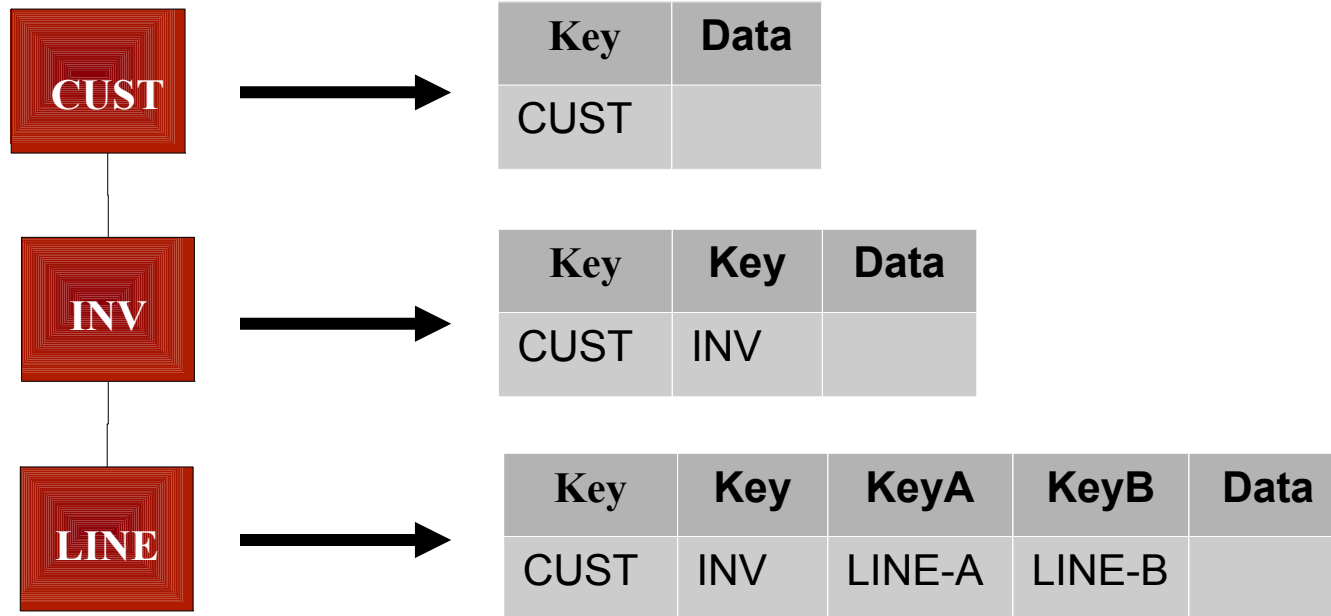 CUST
Key Data
CUST
INV
Key Key Data
CUST INV
LINE
Key Key KeyA KeyB Data
CUST INV LINE-A LINE-B